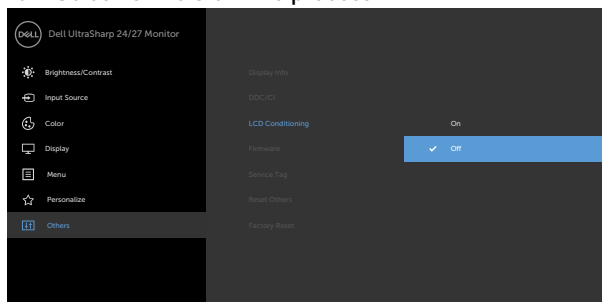 DELL Dell UltraSharp 24/27 Monitor
Brightness/Contrast Display Info
Input Source DDC/CI
Color LCD Conditioning On
Display Firmware Off
Menu Service Tag
Personalize Reset Others
Others Factory Reset